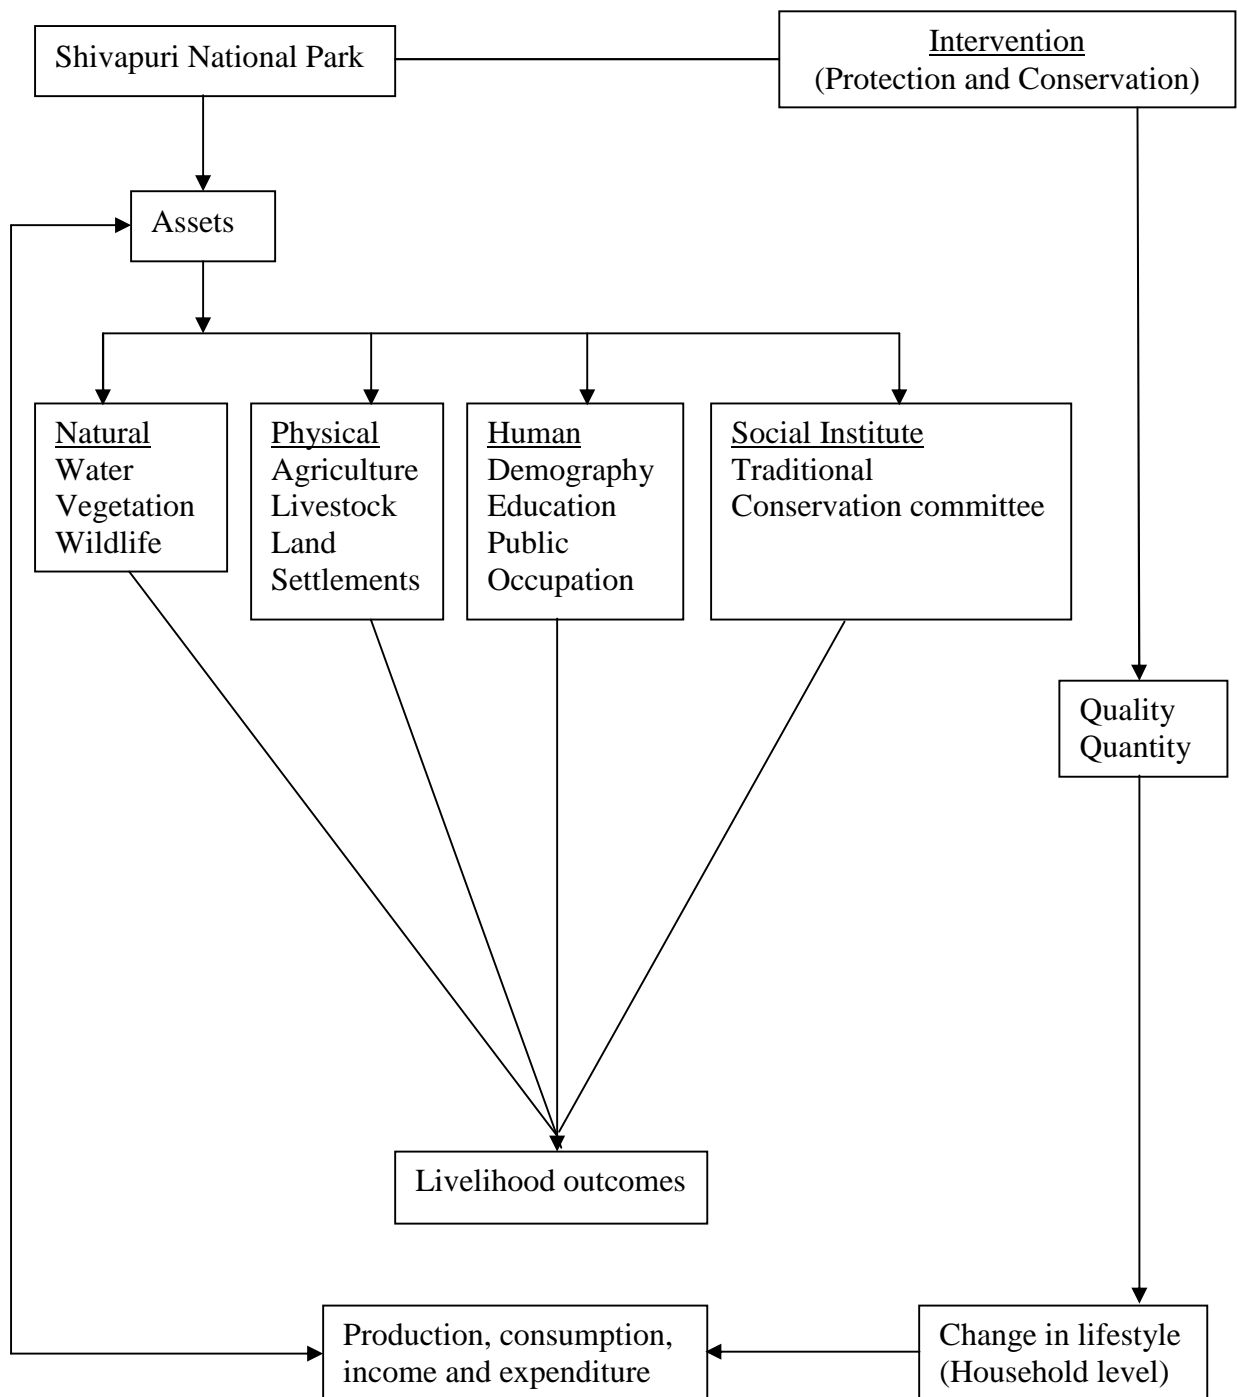 Shivapuri National Park
Intervention
(Protection and Conservation)
Assets
Natural
Water
Vegetation
Wildlife
Physical
Agriculture
Livestock
Land
Settlements
Human
Demography
Education
Public
Occupation
Social Institute
Traditional
Conservation committee
Quality
Quantity
Livelihood outcomes
Production, consumption,
income and expenditure
Change in lifestyle
(Household level)